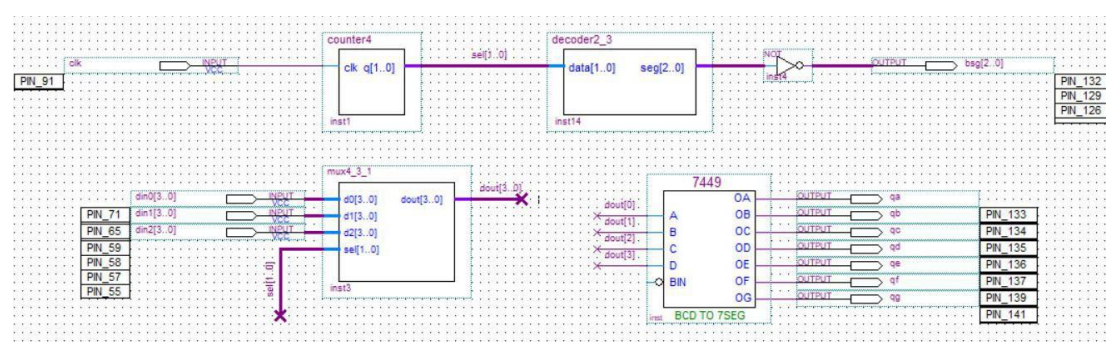 counter4
clk INPUT VCC
clk q[1..0]
sel[1..0]
inst1
PIN_91
decoder2_3
data[1..0] seg[2..0]
inst14
NOT
inst4
OUTPUT bsg[2..0]
PIN_132
PIN_129
PIN_126
mux4_3_1
din0[3..0] INPUT VCC
din1[3..0] INPUT VCC
din2[3..0] INPUT VCC
d0[3..0] dout[3..0]
d1[3..0]
d2[3..0]
sel[1..0]
inst3
dout[3..0]
sel[1..0]
PIN_71
PIN_65
PIN_59
PIN_58
PIN_57
PIN_55
7449
dout[0]
dout[1]
dout[2]
dout[3]
A
B
C
D
BIN
OA
OB
OC
OD
OE
OF
OG
inst
BCD TO 7SEG
OUTPUT qa
OUTPUT qb
OUTPUT qc
OUTPUT qd
OUTPUT qe
OUTPUT qf
OUTPUT qg
PIN_133
PIN_134
PIN_135
PIN_136
PIN_137
PIN_139
PIN_141